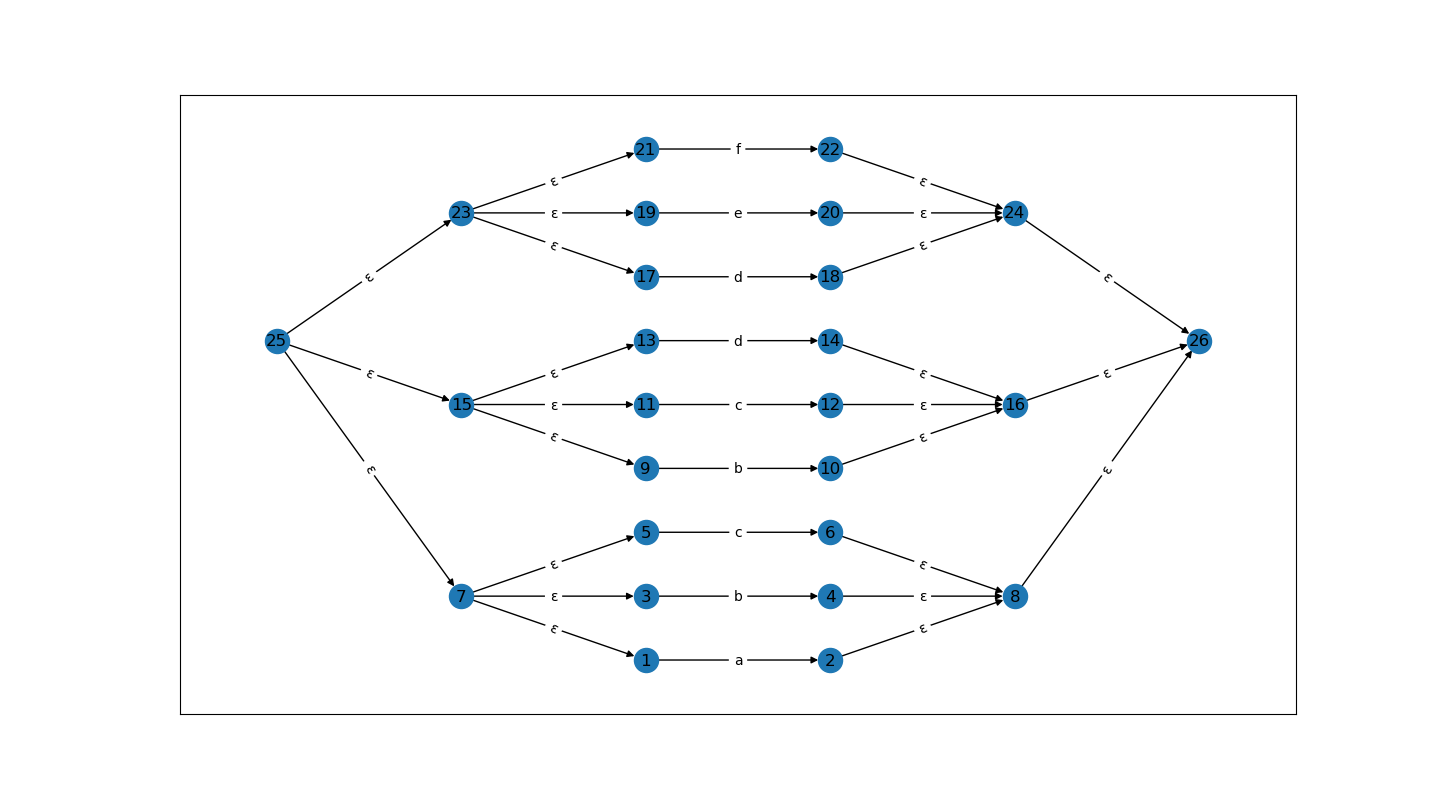 21 f 22
ε ε
23 ε 19 e 20 ε 24
ε ε
ε 17 d 18 ε
25 13 d 14 26
ε ε ε ε
15 ε 11 c 12 ε 16
ε ε
ε 9 b 10 ε
5 c 6
ε ε
7 ε 3 b 4 ε 8
ε ε
1 a 2